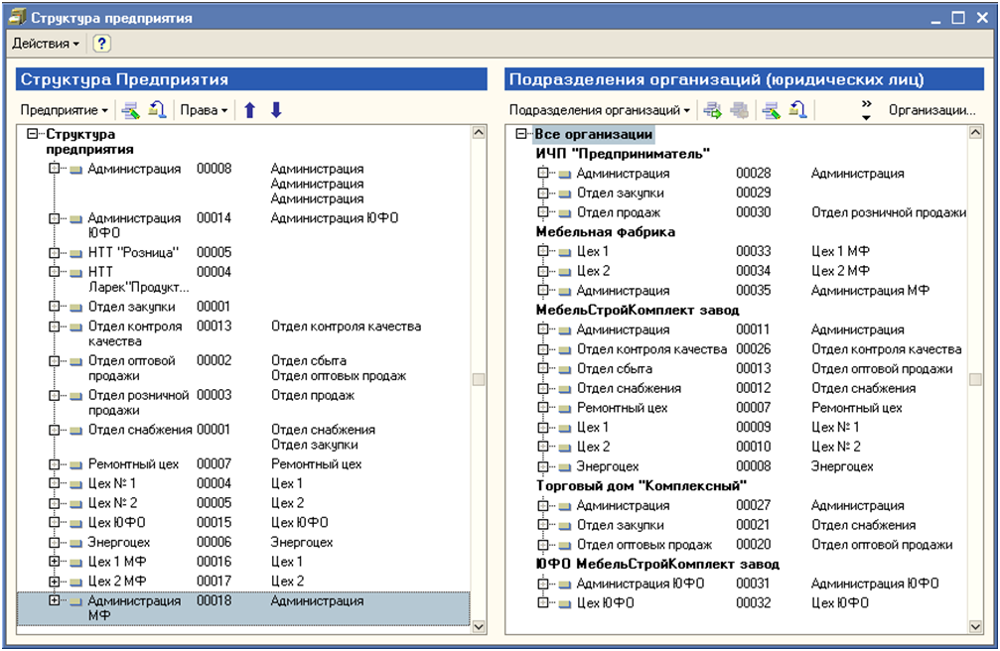 Структура предприятия
Действия
?
Структура Предприятия
Предприятие
Права
Структура
предприятия
Администрация 00008 Администрация
Администрация
Администрация
Администрация 00014 Администрация ЮФО
ЮФО
НТТ "Розница" 00005
НТТ 00004
Ларек"Продукт...
Отдел закупки 00001
Отдел контроля 00013 Отдел контроля качества
качества
Отдел оптовой 00002 Отдел сбыта
продажи Отдел оптовых продаж
Отдел розничной 00003 Отдел продаж
продажи
Отдел снабжения 00001 Отдел снабжения
Отдел закупки
Ремонтный цех 00007 Ремонтный цех
Цех № 1 00004 Цех 1
Цех № 2 00005 Цех 2
Цех ЮФО 00015 Цех ЮФО
Энергоцех 00006 Энергоцех
Цех 1 МФ 00016 Цех 1
Цех 2 МФ 00017 Цех 2
Администрация 00018 Администрация
МФ
Подразделения организаций (юридических лиц)
Подразделения организаций
»
Организации...
Все организации
ИЧП "Предприниматель"
Администрация 00028 Администрация
Отдел закупки 00029
Отдел продаж 00030 Отдел розничной продажи
Мебельная фабрика
Цех 1 00033 Цех 1 МФ
Цех 2 00034 Цех 2 МФ
Администрация 00035 Администрация МФ
МебельСтройКомплект завод
Администрация 00011 Администрация
Отдел контроля качества 00026 Отдел контроля качества
Отдел сбыта 00013 Отдел оптовой продажи
Отдел снабжения 00012 Отдел снабжения
Ремонтный цех 00007 Ремонтный цех
Цех 1 00009 Цех № 1
Цех 2 00010 Цех № 2
Энергоцех 00008 Энергоцех
Торговый дом "Комплексный"
Администрация 00027 Администрация
Отдел закупки 00021 Отдел снабжения
Отдел оптовых продаж 00020 Отдел оптовой продажи
ЮФО МебельСтройКомплект завод
Администрация ЮФО 00031 Администрация ЮФО
Цех ЮФО 00032 Цех ЮФО